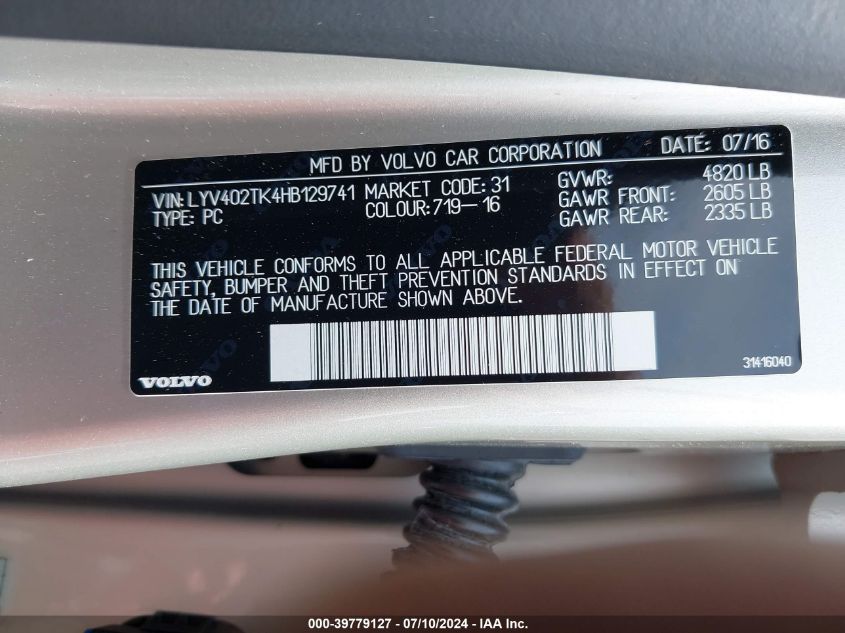 MFD BY VOLVO CAR CORPORATION DATE: 07/16
VIN: LYV402TK4HB129741 MARKET CODE: 31 GVWR: 4820 LB
TYPE: PC COLOUR: 719-16 GAWR FRONT: 2605 LB
GAWR REAR: 2335 LB
THIS VEHICLE CONFORMS TO ALL APPLICABLE FEDERAL MOTOR VEHICLE
SAFETY, BUMPER AND THEFT PREVENTION STANDARDS IN EFFECT ON
THE DATE OF MANUFACTURE SHOWN ABOVE.
VOLVO
31416040
000-39779127 - 07/10/2024 - IAA Inc.